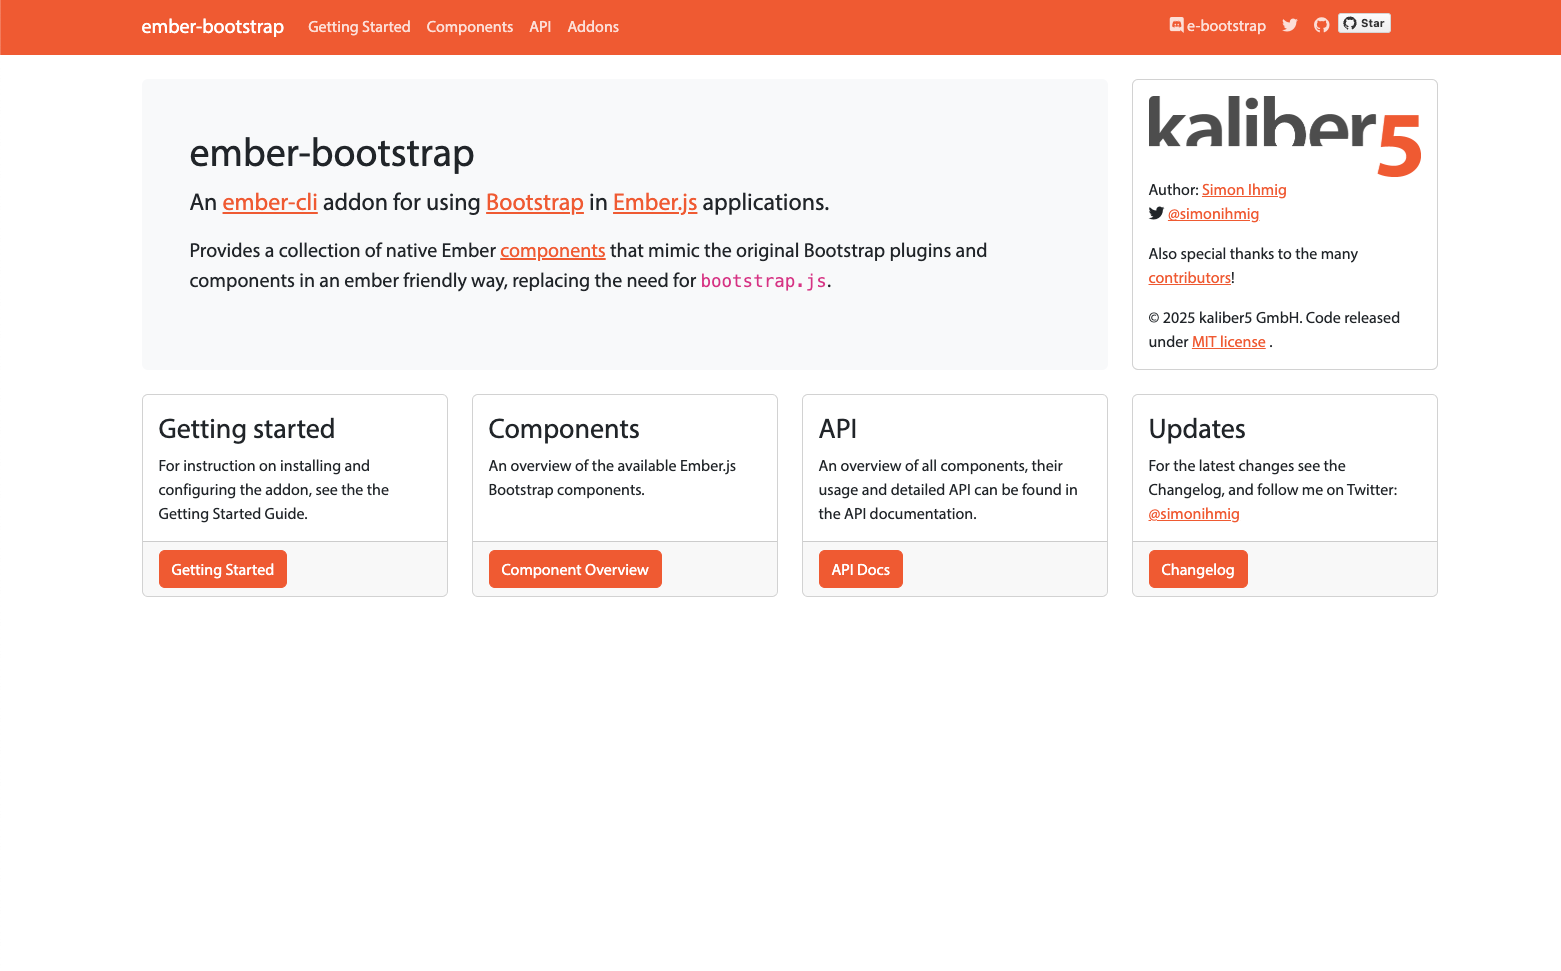 ember-bootstrap Getting Started Components API Addons e-bootstrap Star
ember-bootstrap
An ember-cli addon for using Bootstrap in Ember.js applications.
Provides a collection of native Ember components that mimic the original Bootstrap plugins and
components in an ember friendly way, replacing the need for bootstrap.js.
kaliber5
Author: Simon Ihmig
@simonihmig
Also special thanks to the many
contributors!
© 2025 kaliber5 GmbH. Code released
under MIT license .
Getting started
For instruction on installing and
configuring the addon, see the the
Getting Started Guide.
Getting Started
Components
An overview of the available Ember.js
Bootstrap components.
Component Overview
API
An overview of all components, their
usage and detailed API can be found in
the API documentation.
API Docs
Updates
For the latest changes see the
Changelog, and follow me on Twitter:
@simonihmig
Changelog